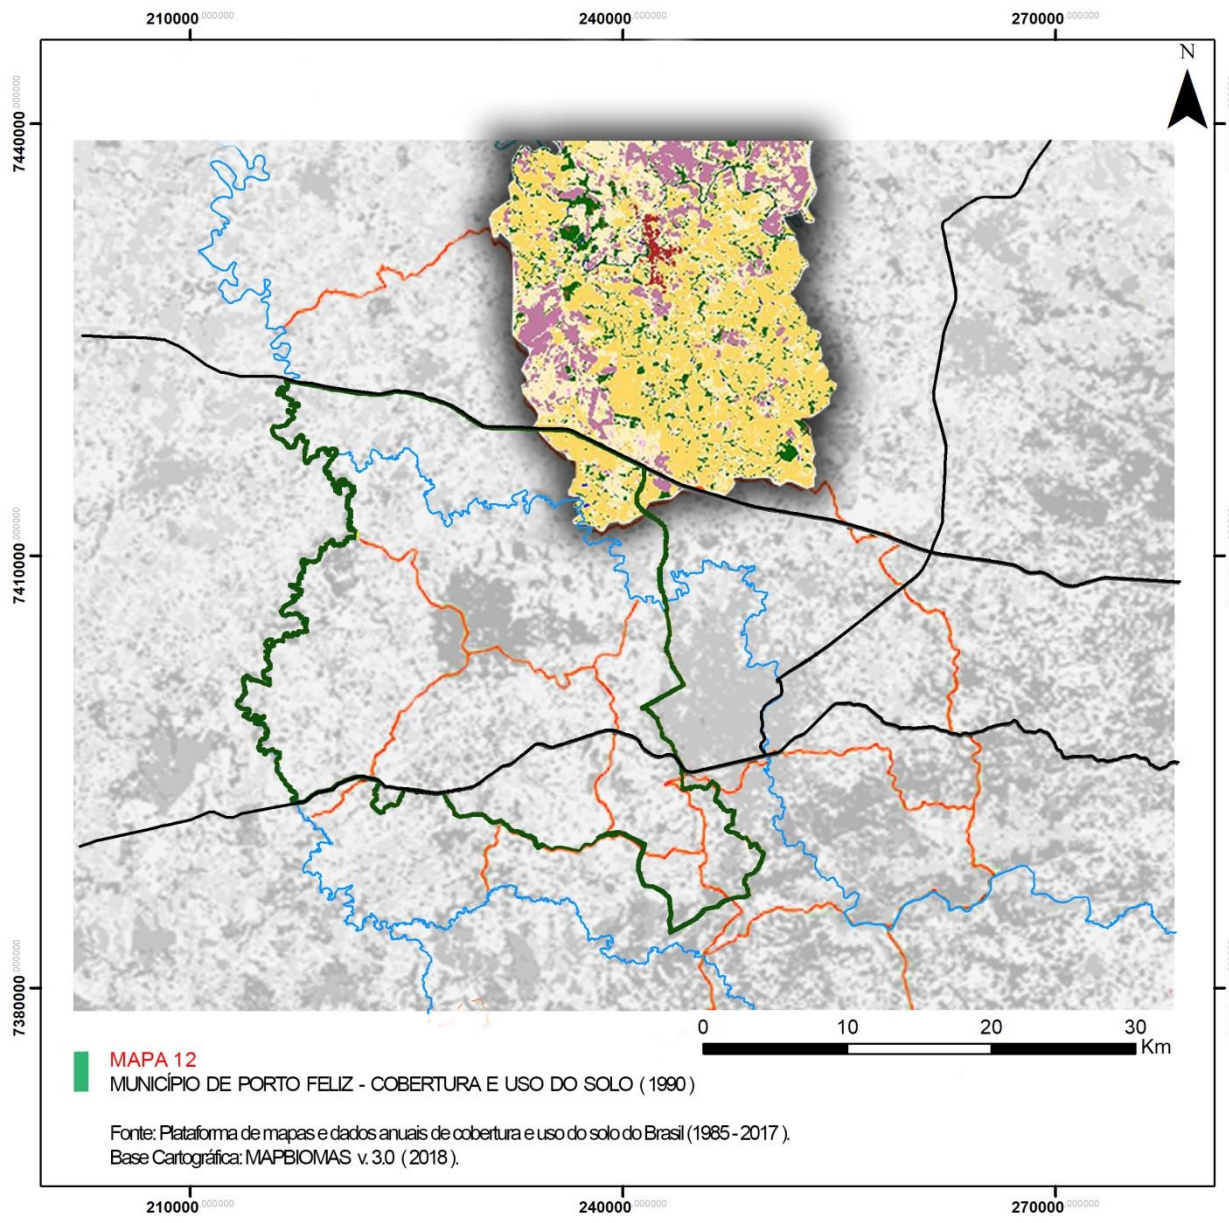 210000,000000 240000,000000 270000,000000
N
7440000,000000
7410000,000000
7380000,000000
0 10 20 30
Km
MAPA 12
MUNICÍPIO DE PORTO FELIZ - COBERTURA E USO DO SOLO (1990)
Fonte: Plataforma de mapas e dados anuais de cobertura e uso do solo do Brasil (1985 - 2017).
Base Cartográfica: MAPBIOMAS v. 3.0 (2018).
210000,000000 240000,000000 270000,000000